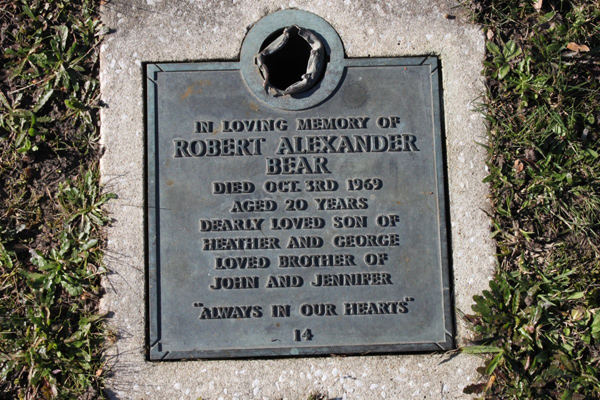 IN LOVING MEMORY OF
ROBERT ALEXANDER
BEAR
DIED OCT. 3RD 1969
AGED 20 YEARS
DEARLY LOVED SON OF
HEATHER AND GEORGE
LOVED BROTHER OF
JOHN AND JENNIFER
"ALWAYS IN OUR HEARTS"
14